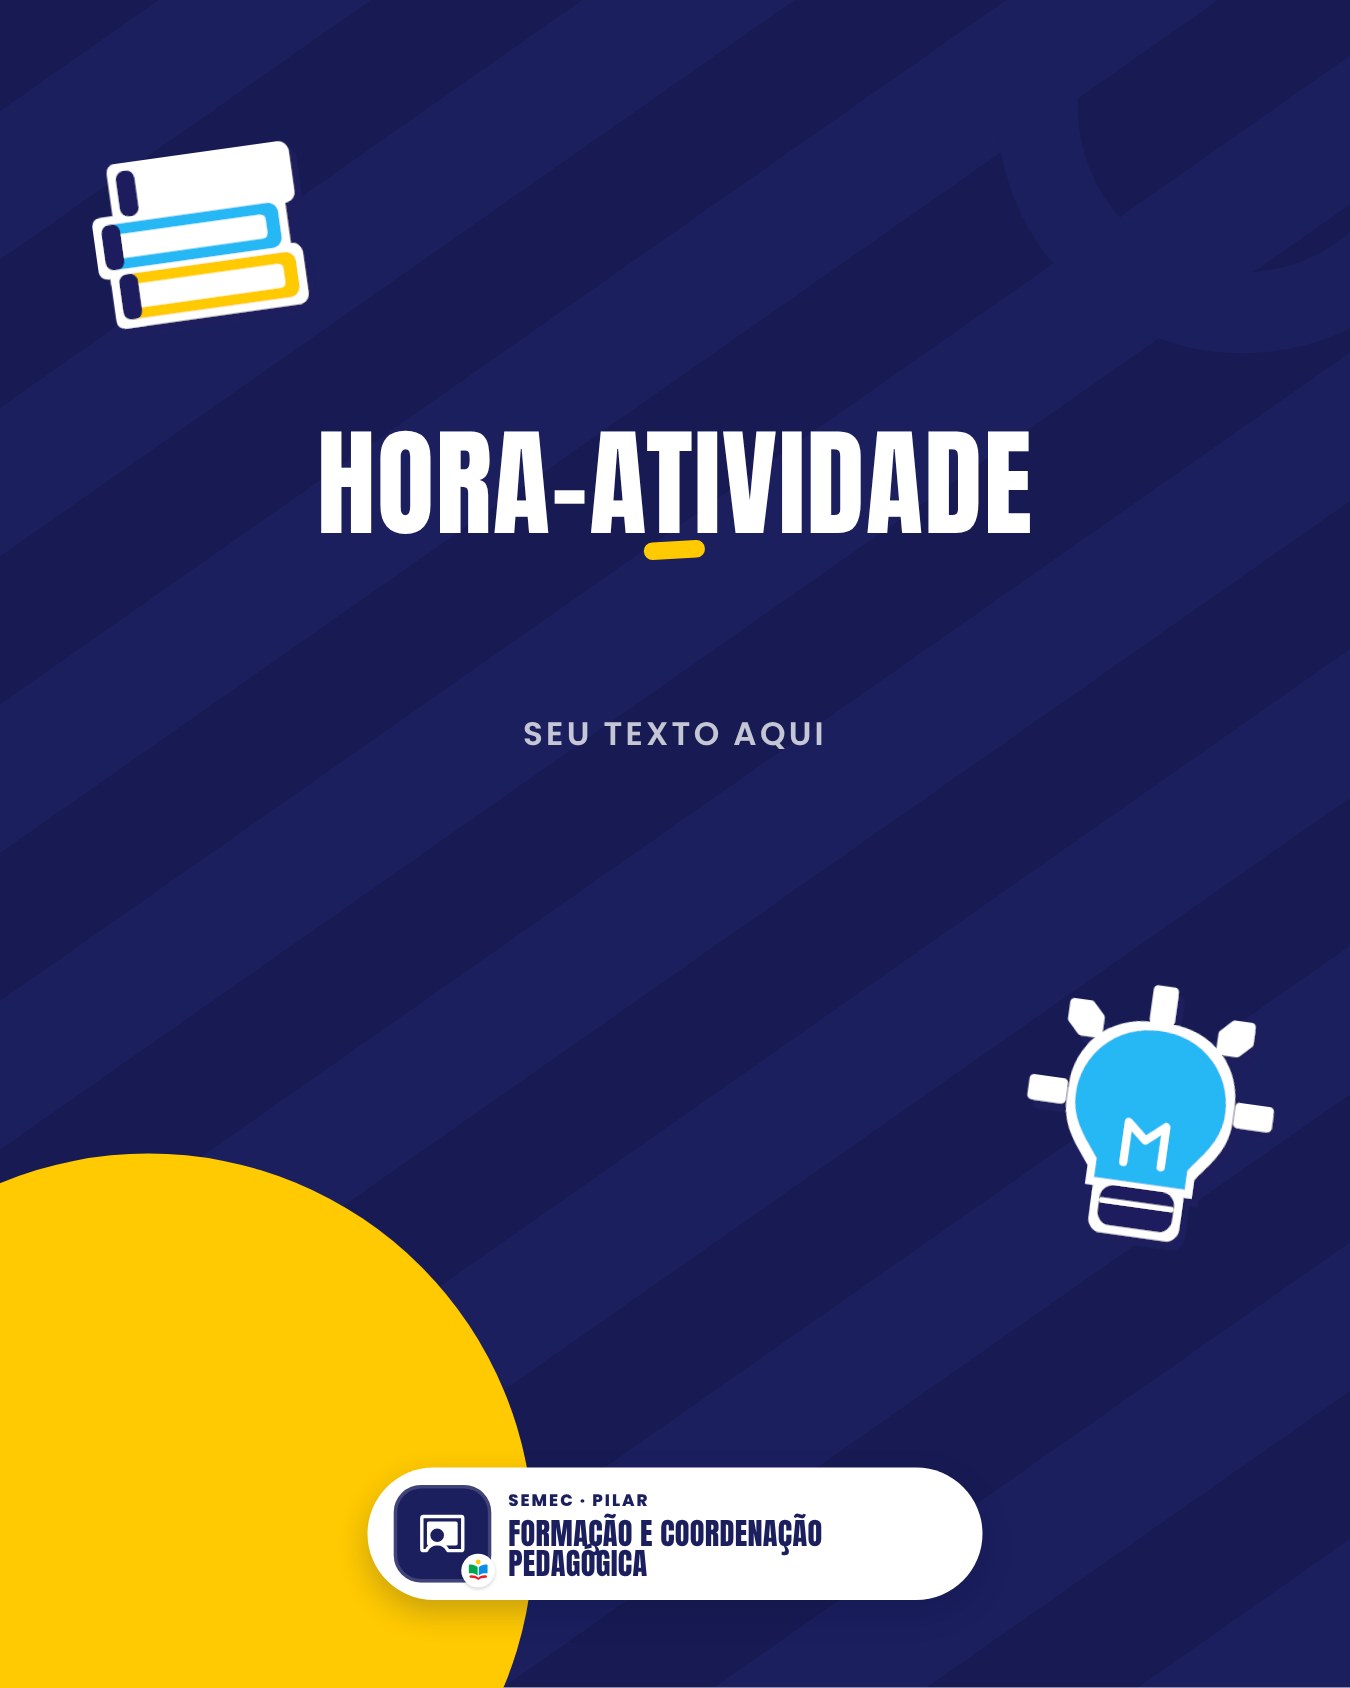 HORA-ATIVIDADE
SEU TEXTO AQUI
M
SEMEC · PILAR
FORMAÇÃO E COORDENAÇÃO
PEDAGÓGICA